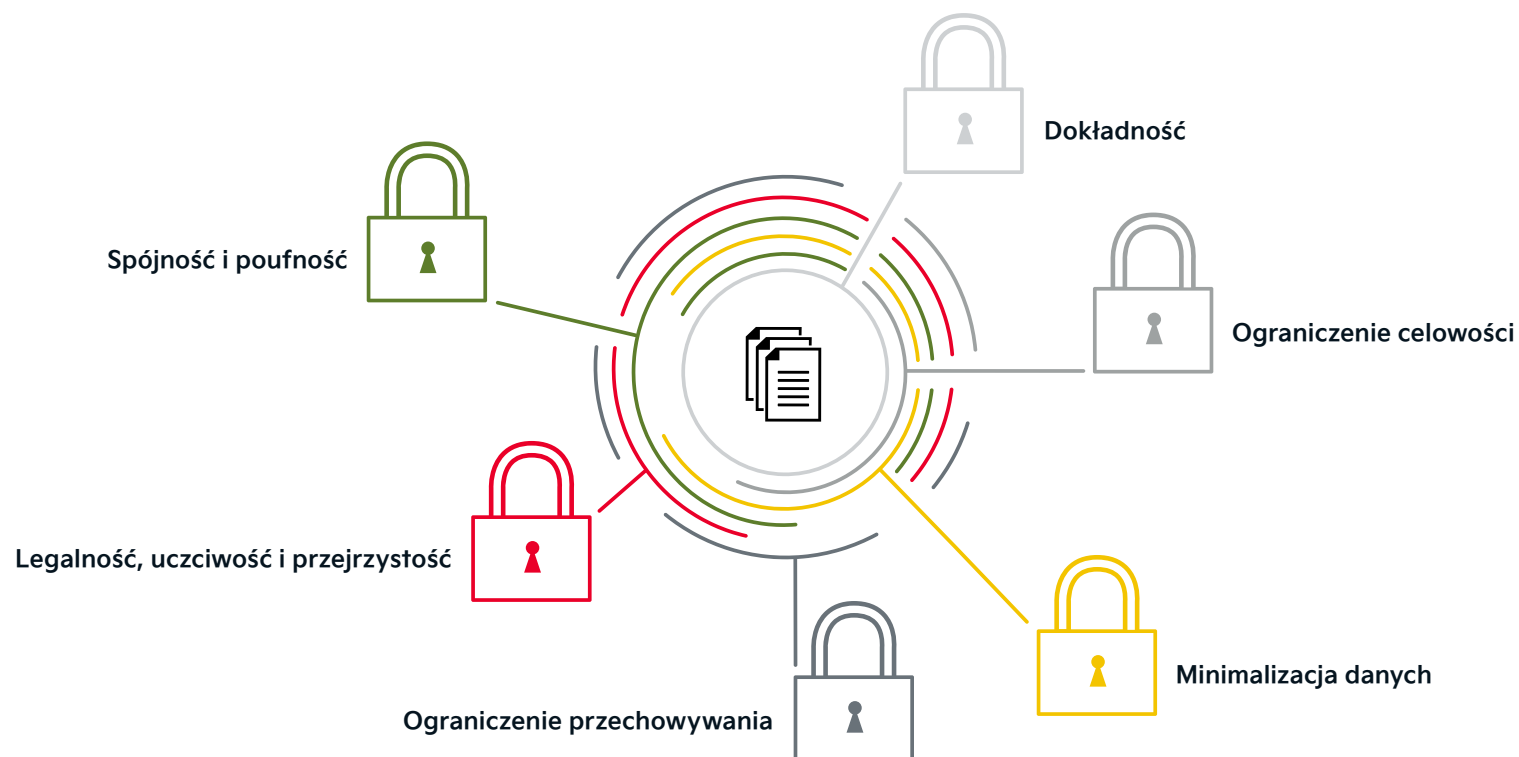 Dokładność
Spójność i poufność
Ograniczenie celowości
Legalność, uczciwość i przejrzystość
Minimalizacja danych
Ograniczenie przechowywania